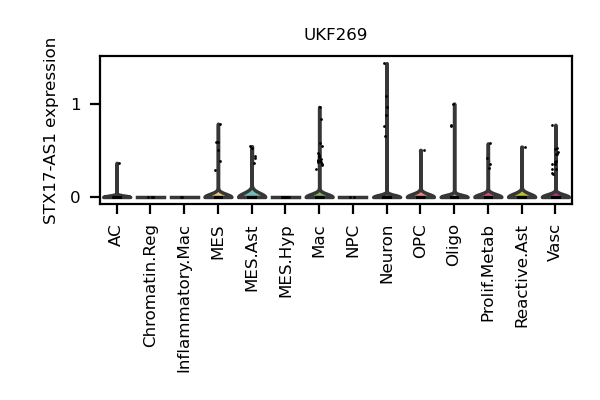 UKF269
STX17-AS1 expression
1
0
AC
Chromatin.Reg
Inflammatory.Mac
MES
MES.Ast
MES.Hyp
Mac
NPC
Neuron
OPC
Oligo
Prolif.Metab
Reactive.Ast
Vasc